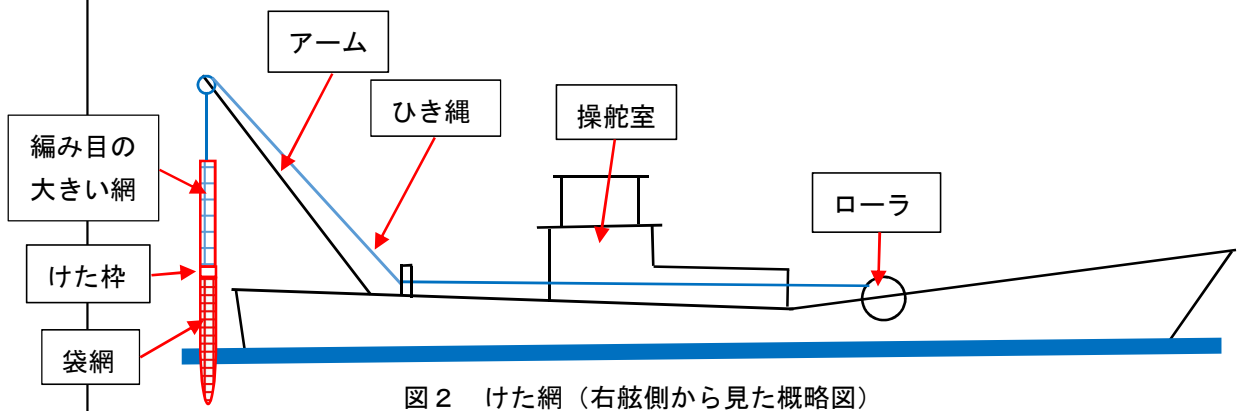 アーム
ひき縄
操舵室
編み目の
大きい網
ローラ
けた枠
袋網
図２　けた網（右舷側から見た概略図）